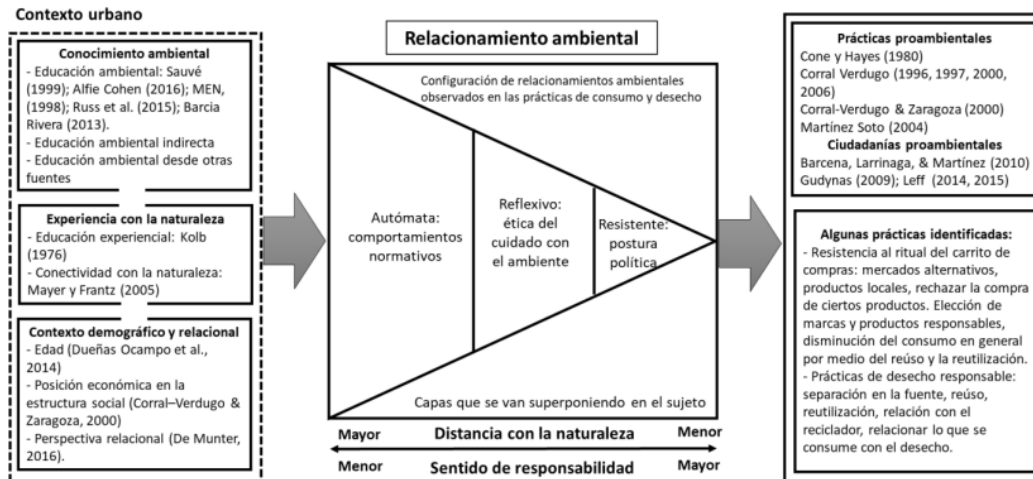 Contexto urbano
Conocimiento ambiental
- Educación ambiental: Sauvé
(1999); Alfie Cohen (2016); MEN,
(1998); Russ et al. (2015); Barcia
Rivera (2013).
- Educación ambiental indirecta
- Educación ambiental desde otras
fuentes
Experiencia con la naturaleza
- Educación experiencial: Kolb
(1976)
- Conectividad con la naturaleza:
Mayer y Frantz (2005)
Contexto demográfico y relacional
- Edad (Dueñas Ocampo et al.,
2014)
- Posición económica en la
estructura social (Corral–Verdugo &
Zaragoza, 2000)
- Perspectiva relacional (De Munter,
2016).
Relacionamiento ambiental
Configuración de relacionamientos ambientales
observados en las prácticas de consumo y desecho
Autómata:
comportamientos
normativos
Reflexivo:
ética del
cuidado con
el ambiente
Resistente:
postura
política
Capas que se van superponiendo en el sujeto
Mayor Distancia con la naturaleza Menor
Menor Sentido de responsabilidad Mayor
Prácticas proambientales
Cone y Hayes (1980)
Corral Verdugo (1996, 1997, 2000,
2006)
Corral-Verdugo & Zaragoza (2000)
Martínez Soto (2004)
Ciudadanías proambientales
Barcena, Larrinaga, & Martínez (2010)
Gudynas (2009); Leff (2014, 2015)
Algunas prácticas identificadas:
- Resistencia al ritual del carrito de
compras: mercados alternativos,
productos locales, rechazar la compra
de ciertos productos. Elección de
marcas y productos responsables,
disminución del consumo en general
por medio del reúso y la reutilización.
- Prácticas de desecho responsable:
separación en la fuente, reúso,
reutilización, relación con el
reciclador, relacionar lo que se
consume con el desecho.